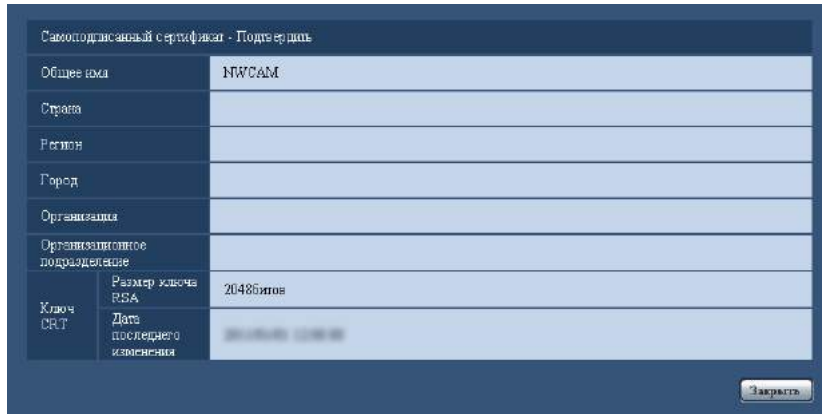 Самоподписанный сертификат - Подтвердить
Общее имя
NWCAM
Страна
Регион
Город
Организация
Организационное
подразделение
Ключ
CRT
Размер ключа
RSA
2048битов
Дата
последнего
изменения
Закрыть